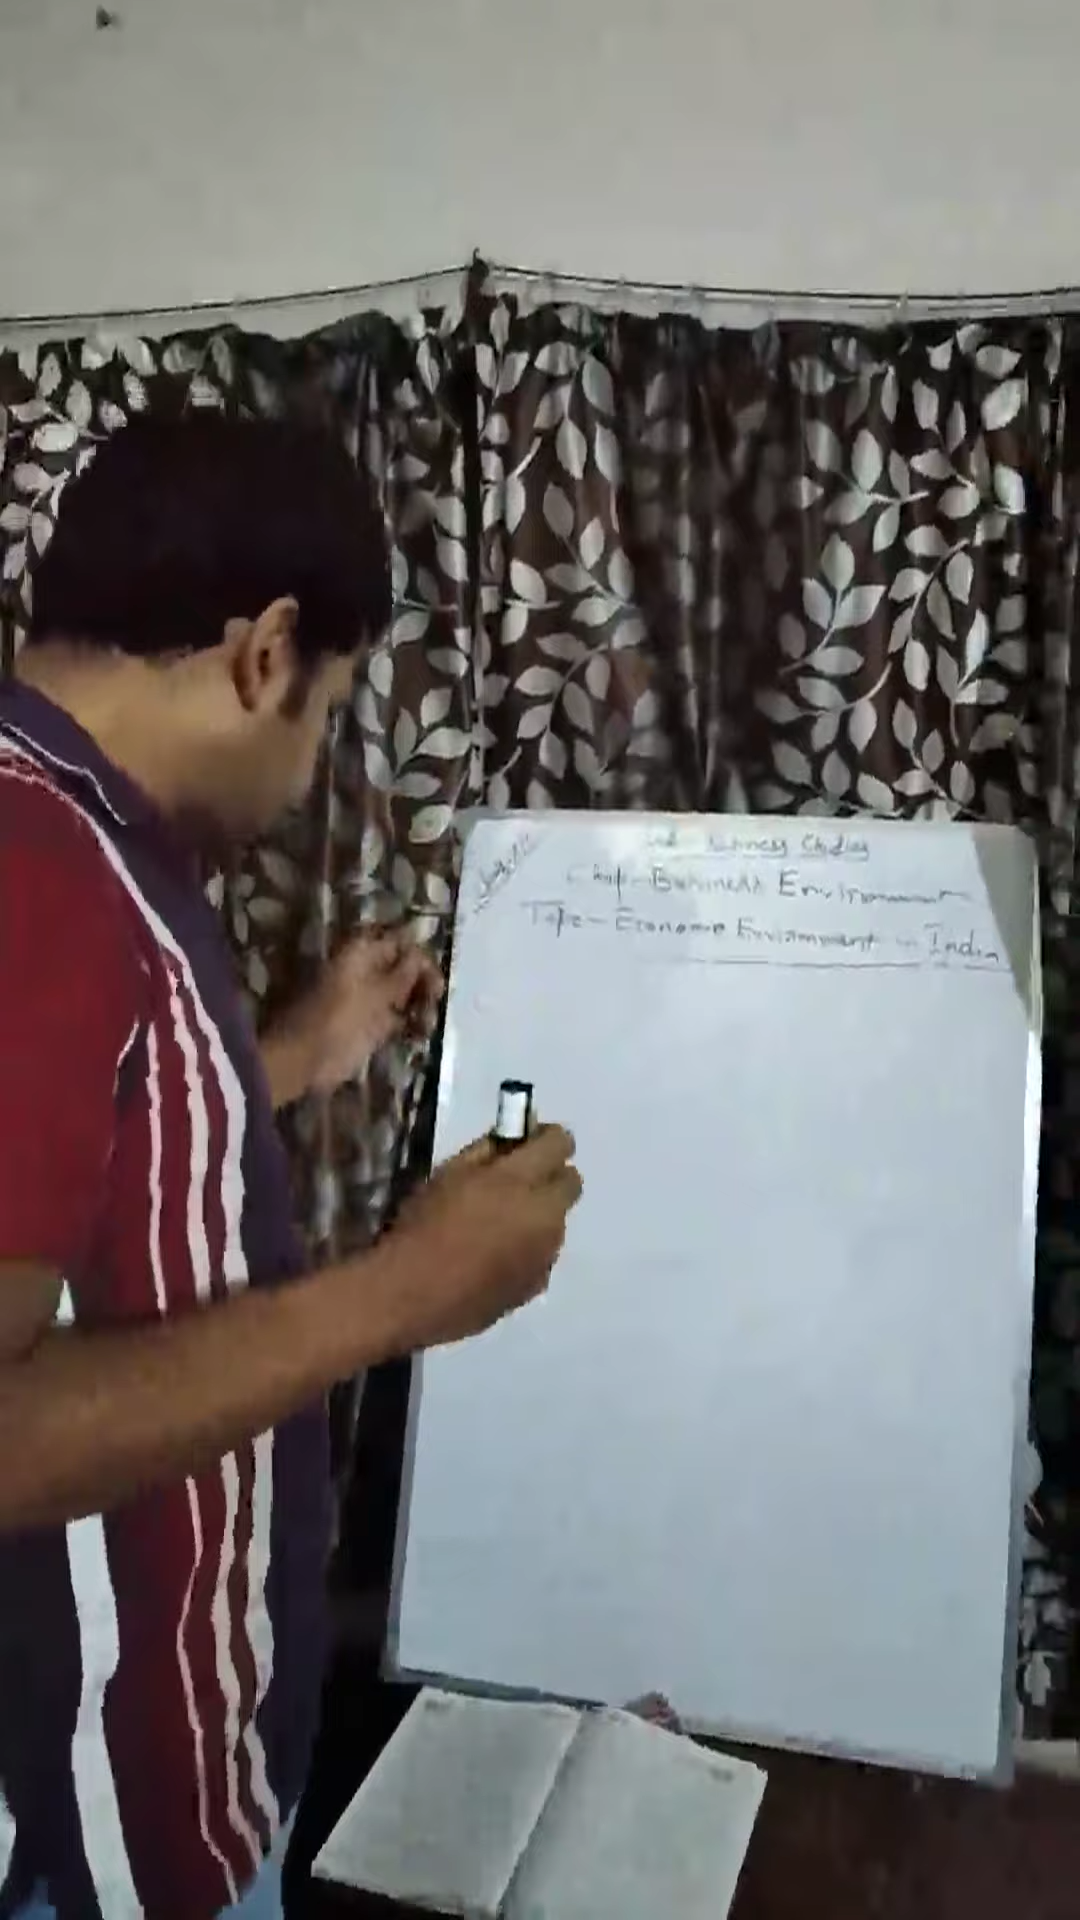 Business Studies
Chap - Business Environment
Topic - Economic Environment in India